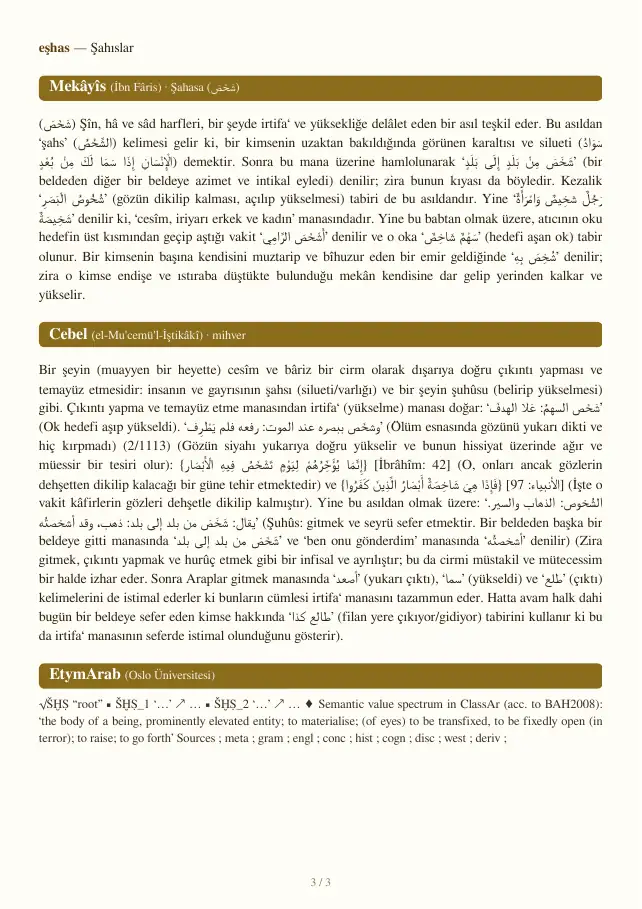 eşhas — Şahıslar
Mekâyîs (İbn Fâris) · Şahasa (شَخَصَ)
(شَخَصَ) Şîn, hâ ve sâd harfleri, bir şeyde irtifa‘ ve yüksekliğe delâlet eden bir asıl teşkil eder. Bu asıldan
‘şahs’ (الشَّخْصُ) kelimesi gelir ki, bir kimsenin uzaktan bakıldığında görünen karaltısı ve silueti (سَوَادُ
الْإِنْسَانِ إِذَا سَمَا لَكَ مِنْ بُعْدٍ) demektir. Sonra bu mana üzerine hamlolunarak ‘شَخَصَ مِنْ بَلَدٍ إِلَى بَلَدٍ’ (bir
beldeden diğer bir beldeye azimet ve intikal eyledi) denilir; zira bunun kıyası da böyledir. Kezalik
‘شُخُوصُ الْبَصَرِ’ (gözün dikilip kalması, açılıp yükselmesi) tabiri de bu asıldandır. Yine ‘رَجُلٌ شَخِيصٌ وَامْرَأَةٌ
شَخِيصَةٌ’ denilir ki, ‘cesîm, iriyarı erkek ve kadın’ manasındadır. Yine bu babtan olmak üzere, atıcının oku
hedefin üst kısmından geçip aştığı vakit ‘أَشْخَصَ الرَّامِي’ denilir ve o oka ‘سَهْمٌ شَاخِصٌ’ (hedefi aşan ok) tabir
olunur. Bir kimsenin başına kendisini muztarip ve bîhuzur eden bir emir geldiğinde ‘شُخِصَ بِهِ’ denilir;
zira o kimse endişe ve ıstıraba düştükte bulunduğu mekân kendisine dar gelip yerinden kalkar ve
yükselir.
Cebel (el-Mu'cemü'l-İştikâkî) · mihver
Bir şeyin (muayyen bir heyette) cesîm ve bâriz bir cirm olarak dışarıya doğru çıkıntı yapması ve
temayüz etmesidir: insanın ve gayrısının şahsı (silueti/varlığı) ve bir şeyin şuhûsu (belirip yükselmesi)
gibi. Çıkıntı yapma ve temayüz etme manasından irtifa‘ (yükselme) manası doğar: ‘شَخَص السهمُ: عَلا الهدف’
(Ok hedefi aşıp yükseldi). ‘وشخَص ببصره عند الموت: رفعه فلم يَطْرِف’ (Ölüm esnasında gözünü yukarı dikti ve
hiç kırpmadı) (2/1113) (Gözün siyahı yukarıya doğru yükselir ve bunun hissiyat üzerinde ağır ve
müessir bir tesiri olur): {إِنَّمَا يُؤَخِّرُهُمْ لِيَوْمٍ تَشْخَصُ فِيهِ الْأَبْصَار} [İbrâhîm: 42] (O, onları ancak gözlerin
dehşetten dikilip kalacağı bir güne tehir etmektedir) ve {فَإِذَا هِيَ شَاخِصَةٌ أَبْصَارُ الَّذِينَ كَفَرُوا} [الأنبياء: 97] (İşte o
vakit kâfirlerin gözleri dehşetle dikilip kalmıştır). Yine bu asıldan olmak üzere: ‘الشُخوص: الذهاب والسير.
يقال: شَخَصَ من بلد إلى بلد: ذهب، وقد أشخصتُه’ (Şuhûs: gitmek ve seyrü sefer etmektir. Bir beldeden başka bir
beldeye gitti manasında ‘شَخَصَ من بلد إلى بلد’ ve ‘ben onu gönderdim’ manasında ‘أشخصتُه’ denilir) (Zira
gitmek, çıkıntı yapmak ve hurûç etmek gibi bir infisal ve ayrılıştır; bu da cirmi müstakil ve mütecessim
bir halde izhar eder. Sonra Araplar gitmek manasında ‘أصعد’ (yukarı çıktı), ‘سما’ (yükseldi) ve ‘طلع’ (çıktı)
kelimelerini de istimal ederler ki bunların cümlesi irtifa‘ manasını tazammun eder. Hatta avam halk dahi
bugün bir beldeye sefer eden kimse hakkında ‘طالع كذا’ (filan yere çıkıyor/gidiyor) tabirini kullanır ki bu
da irtifa‘ manasının seferde istimal olunduğunu gösterir).
EtymArab (Oslo Üniversitesi)
√ŠḪṢ “root” ▪ ŠḪṢ_1 ‘…’ ↗ … ▪ ŠḪṢ_2 ‘…’ ↗ … ♦ Semantic value spectrum in ClassAr (acc. to BAH2008):
‘the body of a being, prominently elevated entity; to materialise; (of eyes) to be transfixed, to be fixedly open (in
terror); to raise; to go forth’ Sources ; meta ; gram ; engl ; conc ; hist ; cogn ; disc ; west ; deriv ;
3 / 3